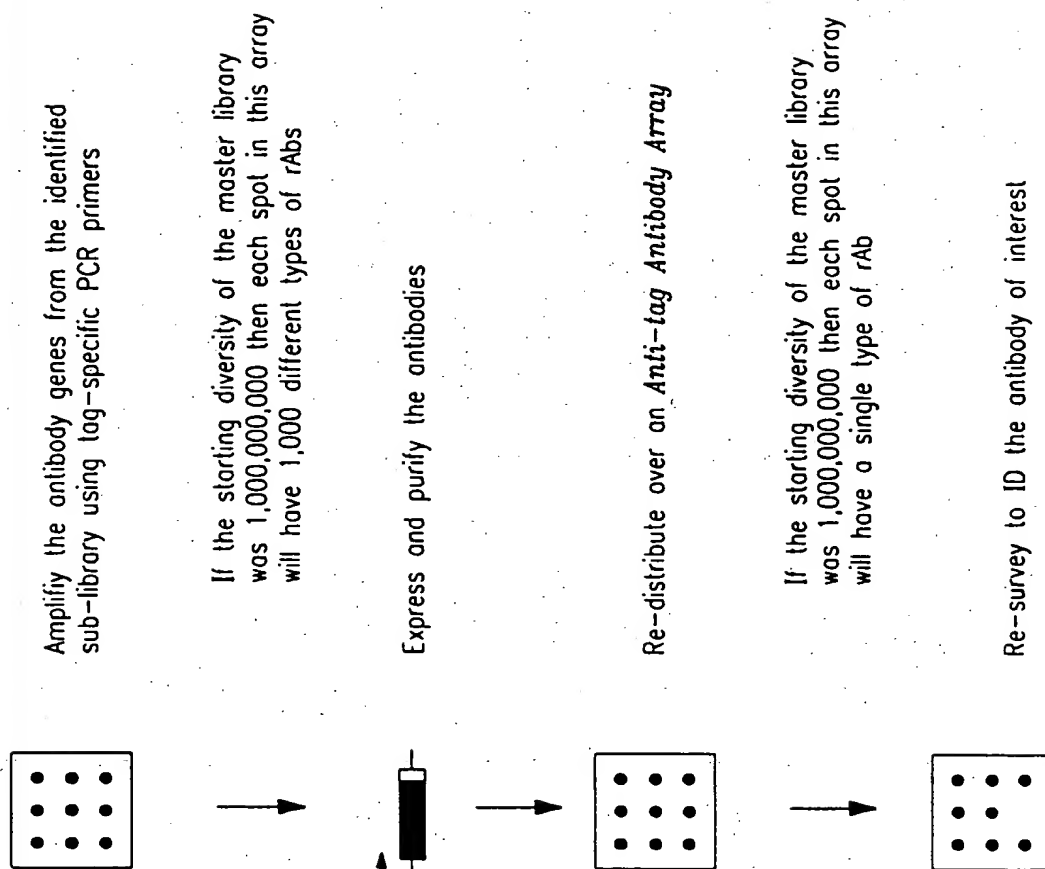 Amplifiy the antibody genes from the identified
sub-library using tag-specific PCR primers
If the starting diversity of the master library
was 1,000,000,000 then each spot in this array
will have 1,000 different types of rAbs
Express and purify the antibodies
Re-distribute over an Anti-tag Antibody Array
If the starting diversity of the master library
was 1,000,000,000 then each spot in this array
will have a single type of rAb
Re-survey to ID the antibody of interest